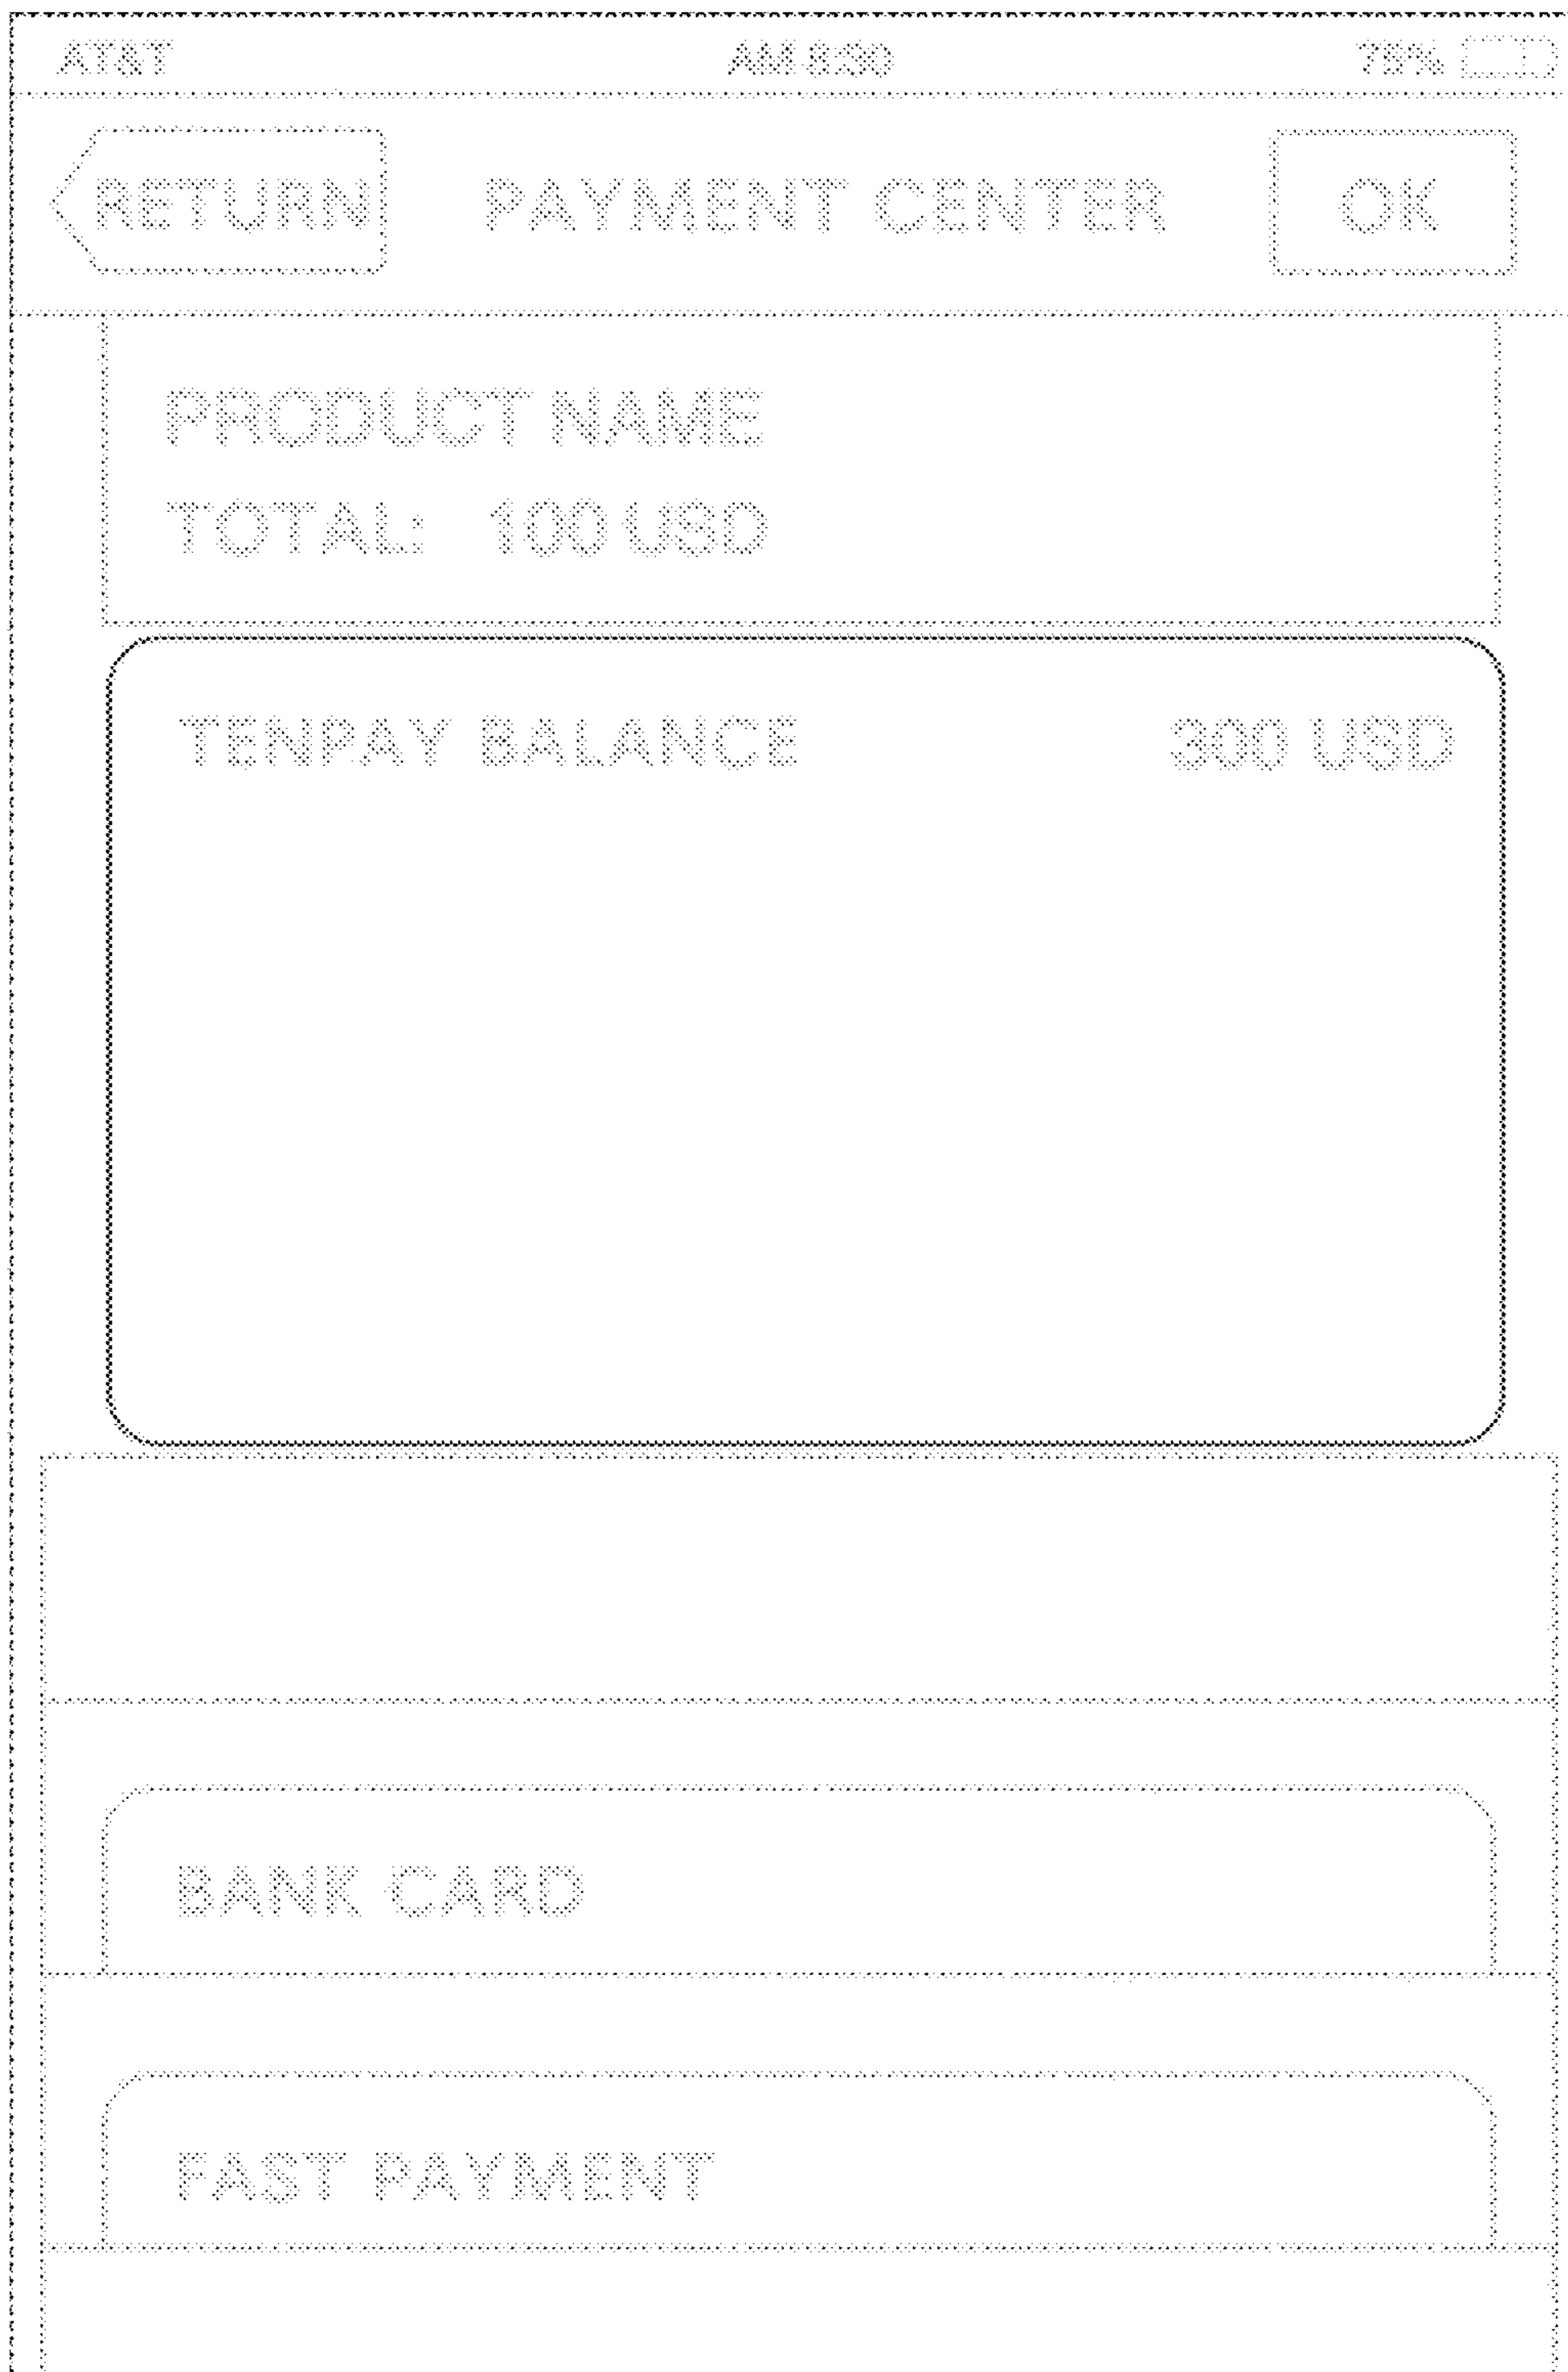 AT&T AM 8:30 78%
RETURN PAYMENT CENTER OK
PRODUCT NAME
TOTAL: 100 USD
TENPAY BALANCE 300 USD
BANK CARD
FAST PAYMENT